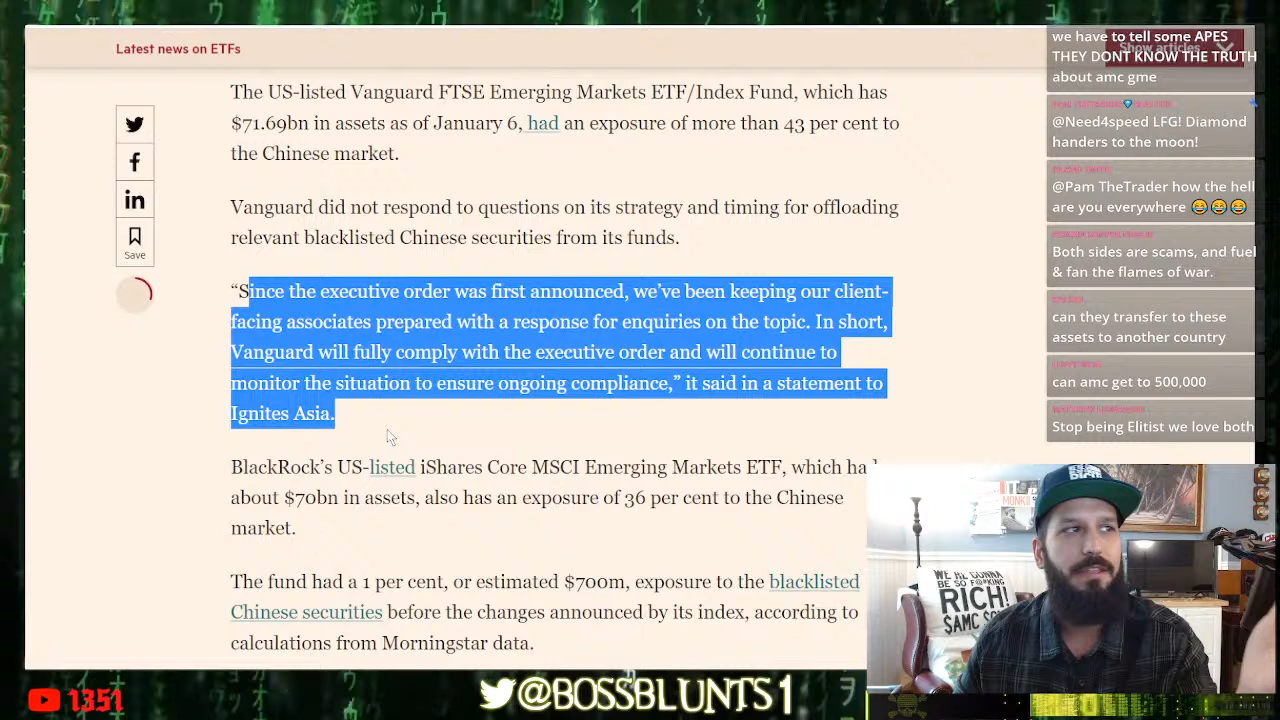 Latest news on ETFs
Show articles
Save
The US-listed Vanguard FTSE Emerging Markets ETF/Index Fund, which has
$71.69bn in assets as of January 6, had an exposure of more than 43 per cent to
the Chinese market.
Vanguard did not respond to questions on its strategy and timing for offloading
relevant blacklisted Chinese securities from its funds.
“Since the executive order was first announced, we’ve been keeping our client-
facing associates prepared with a response for enquiries on the topic. In short,
Vanguard will fully comply with the executive order and will continue to
monitor the situation to ensure ongoing compliance,” it said in a statement to
Ignites Asia.
BlackRock’s US-listed iShares Core MSCI Emerging Markets ETF, which had
about $70bn in assets, also has an exposure of 36 per cent to the Chinese
market.
The fund had a 1 per cent, or estimated $700m, exposure to the blacklisted
Chinese securities before the changes announced by its index, according to
calculations from Morningstar data.
we have to tell some APES
THEY DONT KNOW THE TRUTH
about amc gme
@Need4speed LFG! Diamond
handers to the moon!
@Pam TheTrader how the hell
are you everywhere 😂😂😂
Both sides are scams, and fuel
& fan the flames of war.
can they transfer to these
assets to another country
can amc get to 500,000
Stop being Elitist we love both
WE'RE GONNA
BE SO F@#KING
RICH!
$AMC
1351
@BOSSBLUNTS1